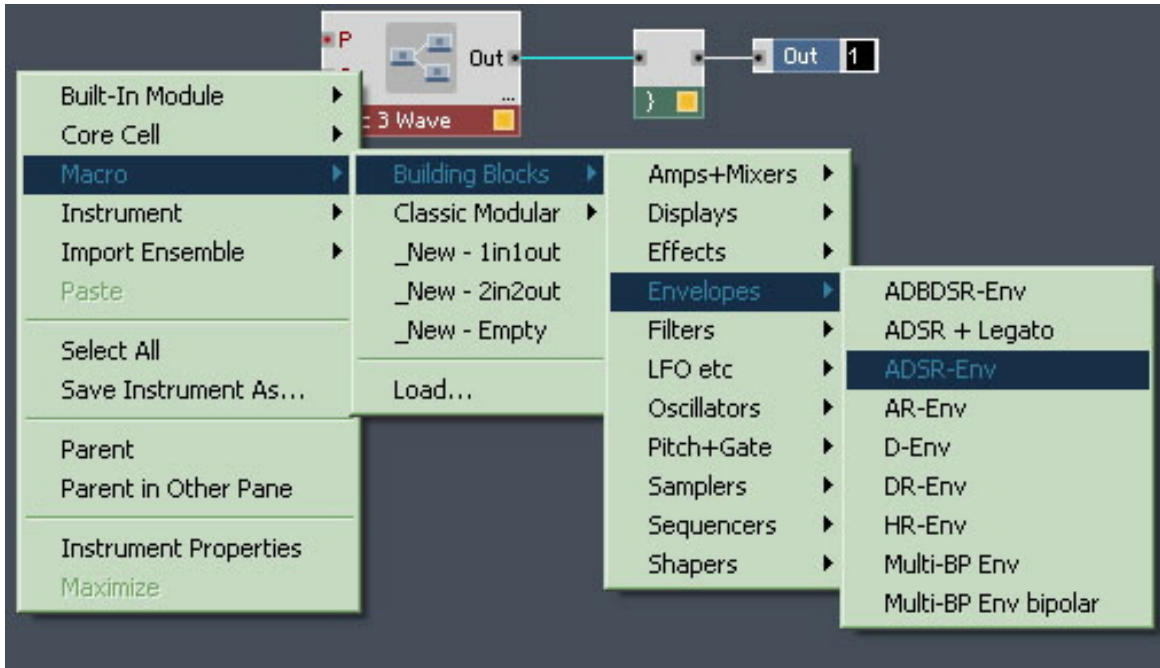 P
Out
Out 1
}
: 3 Wave
Built-In Module
Core Cell
Macro
Instrument
Import Ensemble
Paste
Select All
Save Instrument As...
Parent
Parent in Other Pane
Instrument Properties
Maximize
Building Blocks
Classic Modular
_New - 1in1out
_New - 2in2out
_New - Empty
Load...
Amps+Mixers
Displays
Effects
Envelopes
Filters
LFO etc
Oscillators
Pitch+Gate
Samplers
Sequencers
Shapers
ADBDSR-Env
ADSR + Legato
ADSR-Env
AR-Env
D-Env
DR-Env
HR-Env
Multi-BP Env
Multi-BP Env bipolar